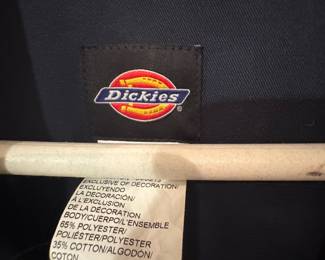 Dickies
EXCLUSIVE OF DECORATION/
EXCLUYENDO
LA DECORACIÓN/
À L'EXCLUSION
DE LA DÉCORATION
BODY/CUERPO/L'ENSEMBLE
65% POLYESTER/
POLIÉSTER/POLYESTER
35% COTTON/ALGODÓN/
COTON